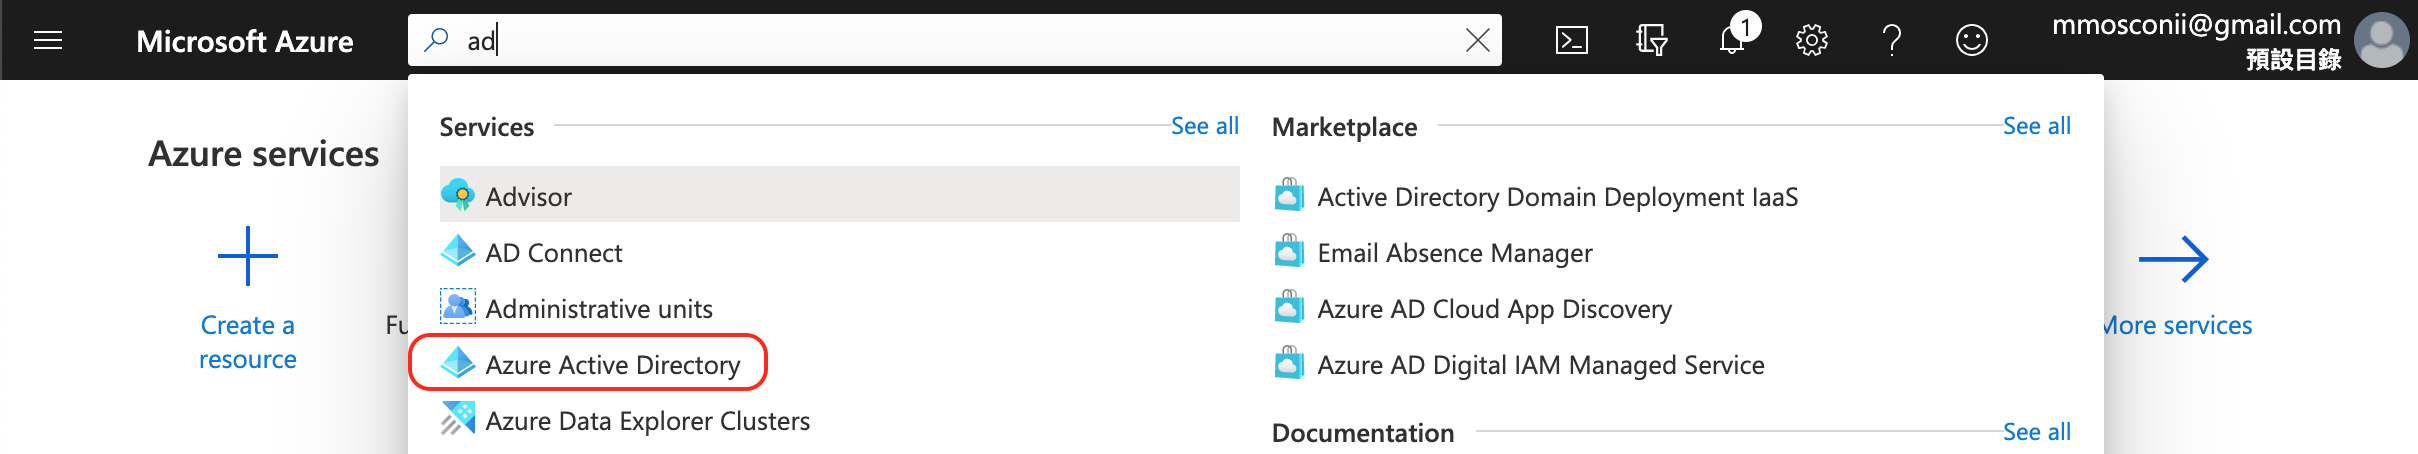 Microsoft Azure
ad
1
mmosconii@gmail.com
預設目錄
Azure services
Create a
resource
Fu
More services
Services
See all
Advisor
AD Connect
Administrative units
Azure Active Directory
Azure Data Explorer Clusters
Marketplace
See all
Active Directory Domain Deployment IaaS
Email Absence Manager
Azure AD Cloud App Discovery
Azure AD Digital IAM Managed Service
Documentation
See all